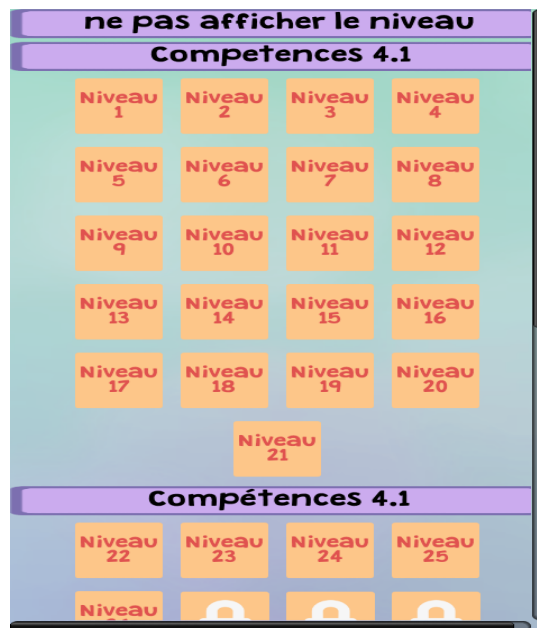 ne pas afficher le niveau
Competences 4.1
Niveau 1
Niveau 2
Niveau 3
Niveau 4
Niveau 5
Niveau 6
Niveau 7
Niveau 8
Niveau 9
Niveau 10
Niveau 11
Niveau 12
Niveau 13
Niveau 14
Niveau 15
Niveau 16
Niveau 17
Niveau 18
Niveau 19
Niveau 20
Niveau 21
Compétences 4.1
Niveau 22
Niveau 23
Niveau 24
Niveau 25
Niveau